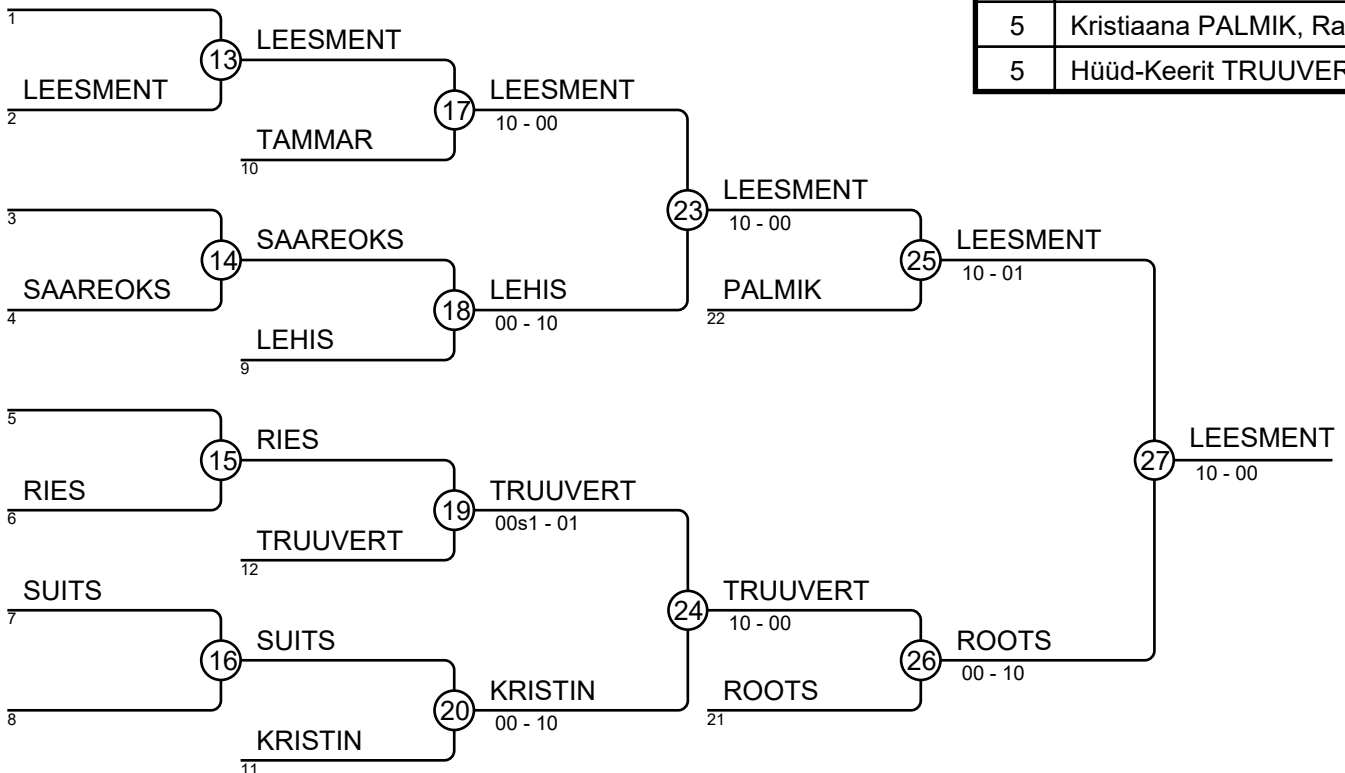 5 Kristiaana PALMIK, Ra
5 Hüüd-Keerit TRUUVER
1
13
LEESMENT
LEESMENT
2
17
LEESMENT
10 - 00
TAMMAR
10
3
23
LEESMENT
10 - 00
14
SAAREOKS
SAAREOKS
4
18
LEHIS
00 - 10
LEHIS
9
25
LEESMENT
10 - 01
PALMIK
22
5
15
RIES
RIES
6
19
TRUUVERT
00s1 - 01
TRUUVERT
12
27
LEESMENT
10 - 00
SUITS
7
24
TRUUVERT
10 - 00
16
SUITS
8
20
KRISTIN
00 - 10
KRISTIN
11
26
ROOTS
00 - 10
ROOTS
21